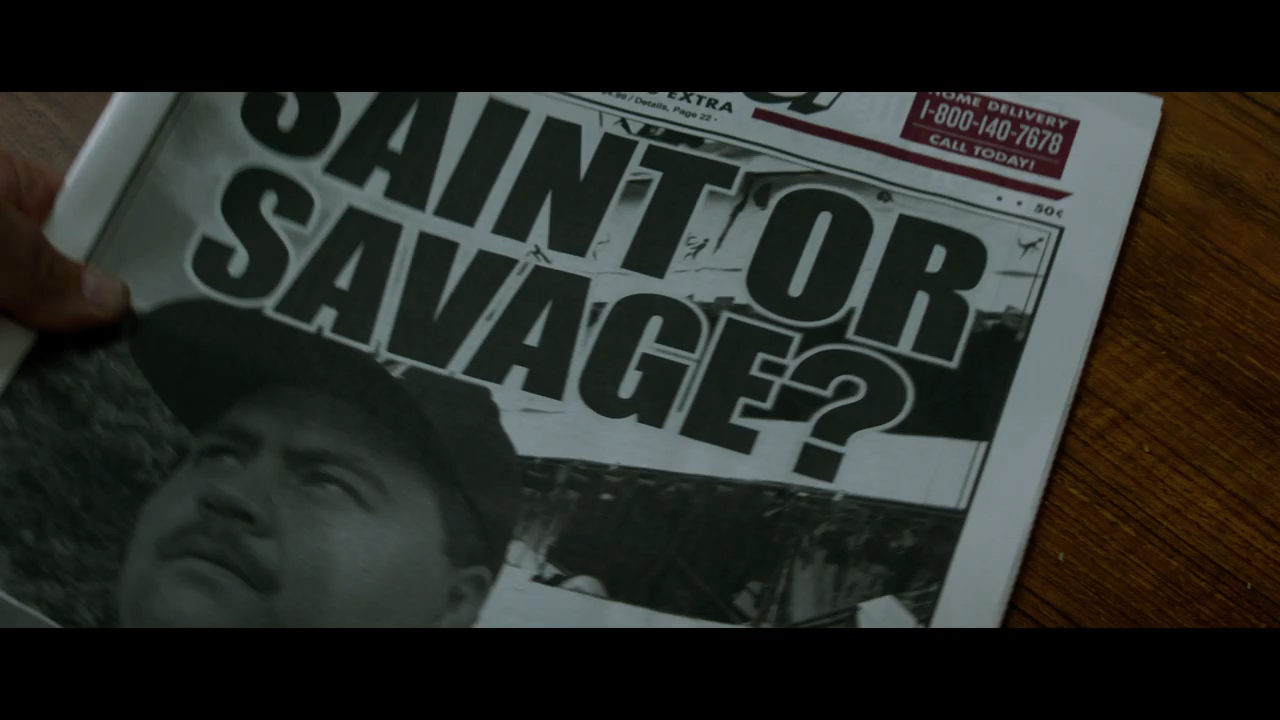 EXTRA
/ Details, Page 22 •
HOME DELIVERY
1-800-140-7678
CALL TODAY!
50¢
SAINT OR
SAVAGE?